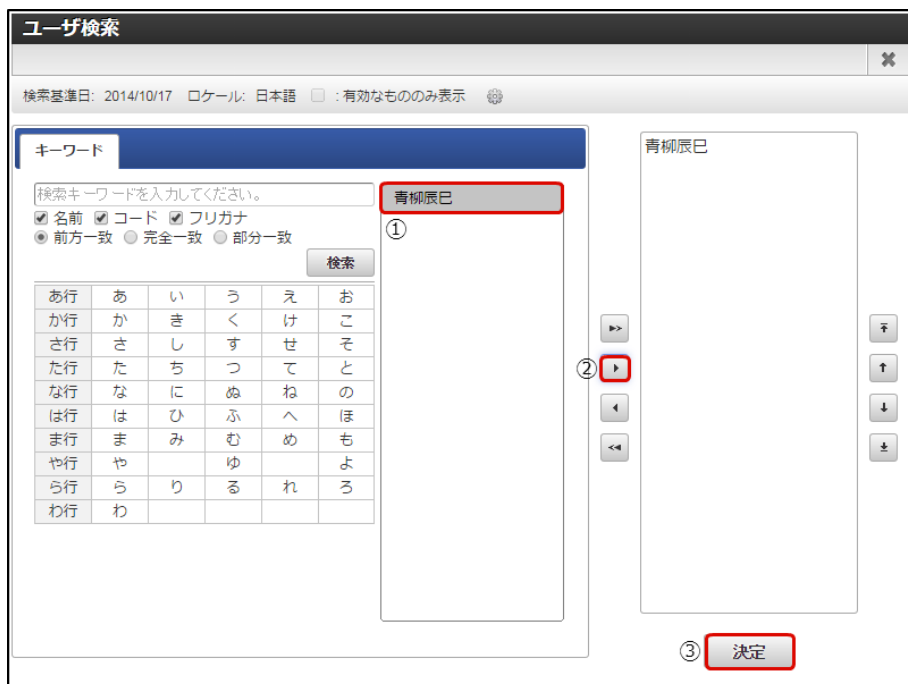 ユーザ検索
検索基準日: 2014/10/17 ロケール: 日本語 : 有効なもののみ表示
キーワード
検索キーワードを入力してください。
名前 コード フリガナ
前方一致 完全一致 部分一致
検索
あ行 あ い う え お
か行 か き く け こ
さ行 さ し す せ そ
た行 た ち つ て と
な行 な に ぬ ね の
は行 は ひ ふ へ ほ
ま行 ま み む め も
や行 や ゆ よ
ら行 ら り る れ ろ
わ行 わ
青柳辰巳
①
②
青柳辰巳
③ 決定